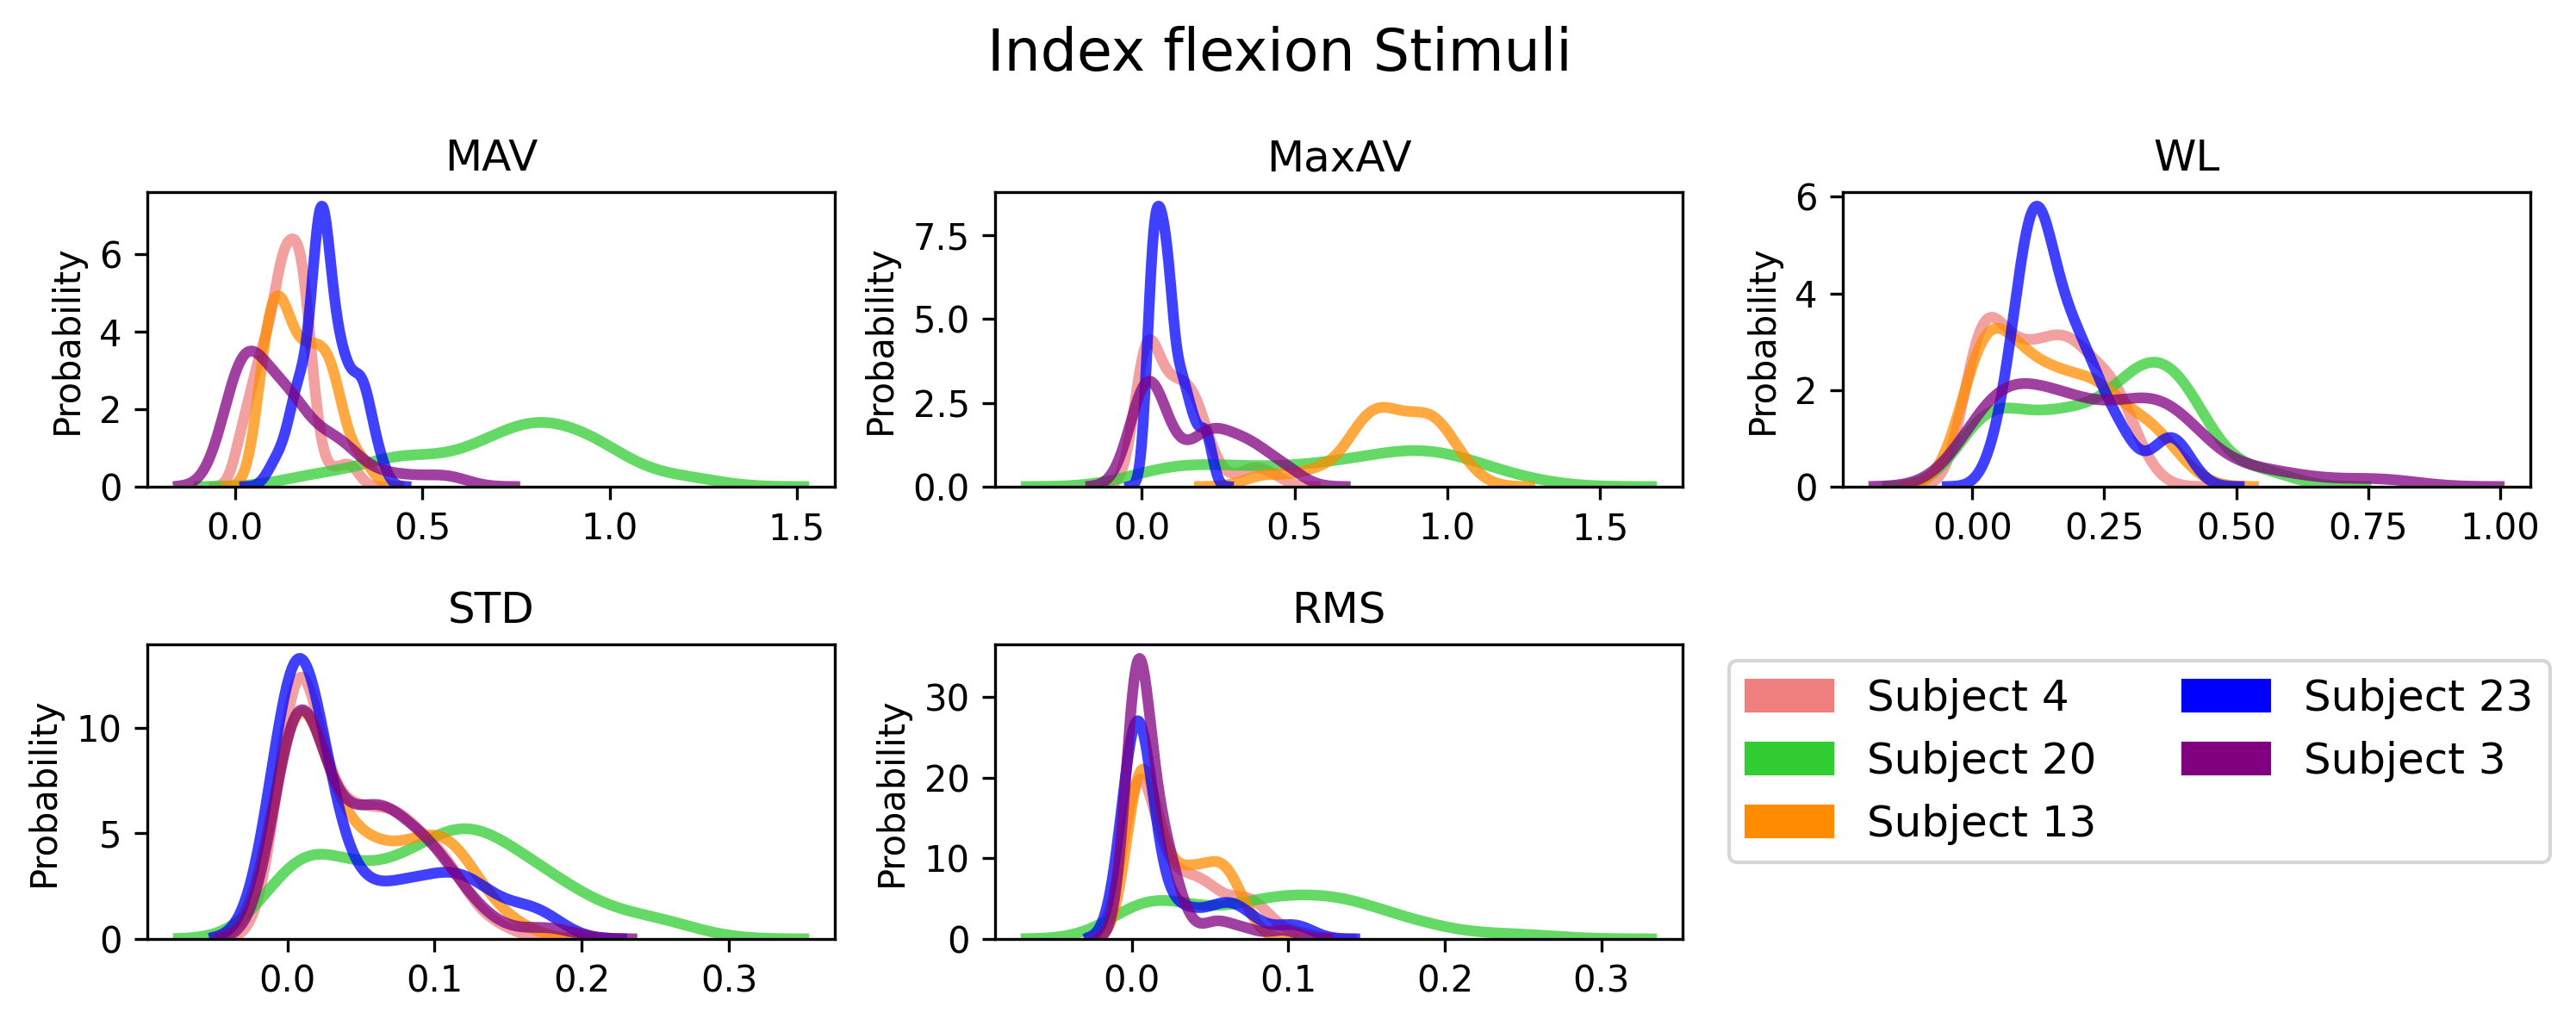 Index flexion Stimuli
MAV
MaxAV
WL
Probability
6
4
2
0
0.0 0.5 1.0 1.5
Probability
7.5
5.0
2.5
0.0
0.0 0.5 1.0 1.5
Probability
6
4
2
0
0.00 0.25 0.50 0.75 1.00
STD
RMS
Probability
10
5
0
0.0 0.1 0.2 0.3
Probability
30
20
10
0
0.0 0.1 0.2 0.3
Subject 4
Subject 20
Subject 13
Subject 23
Subject 3